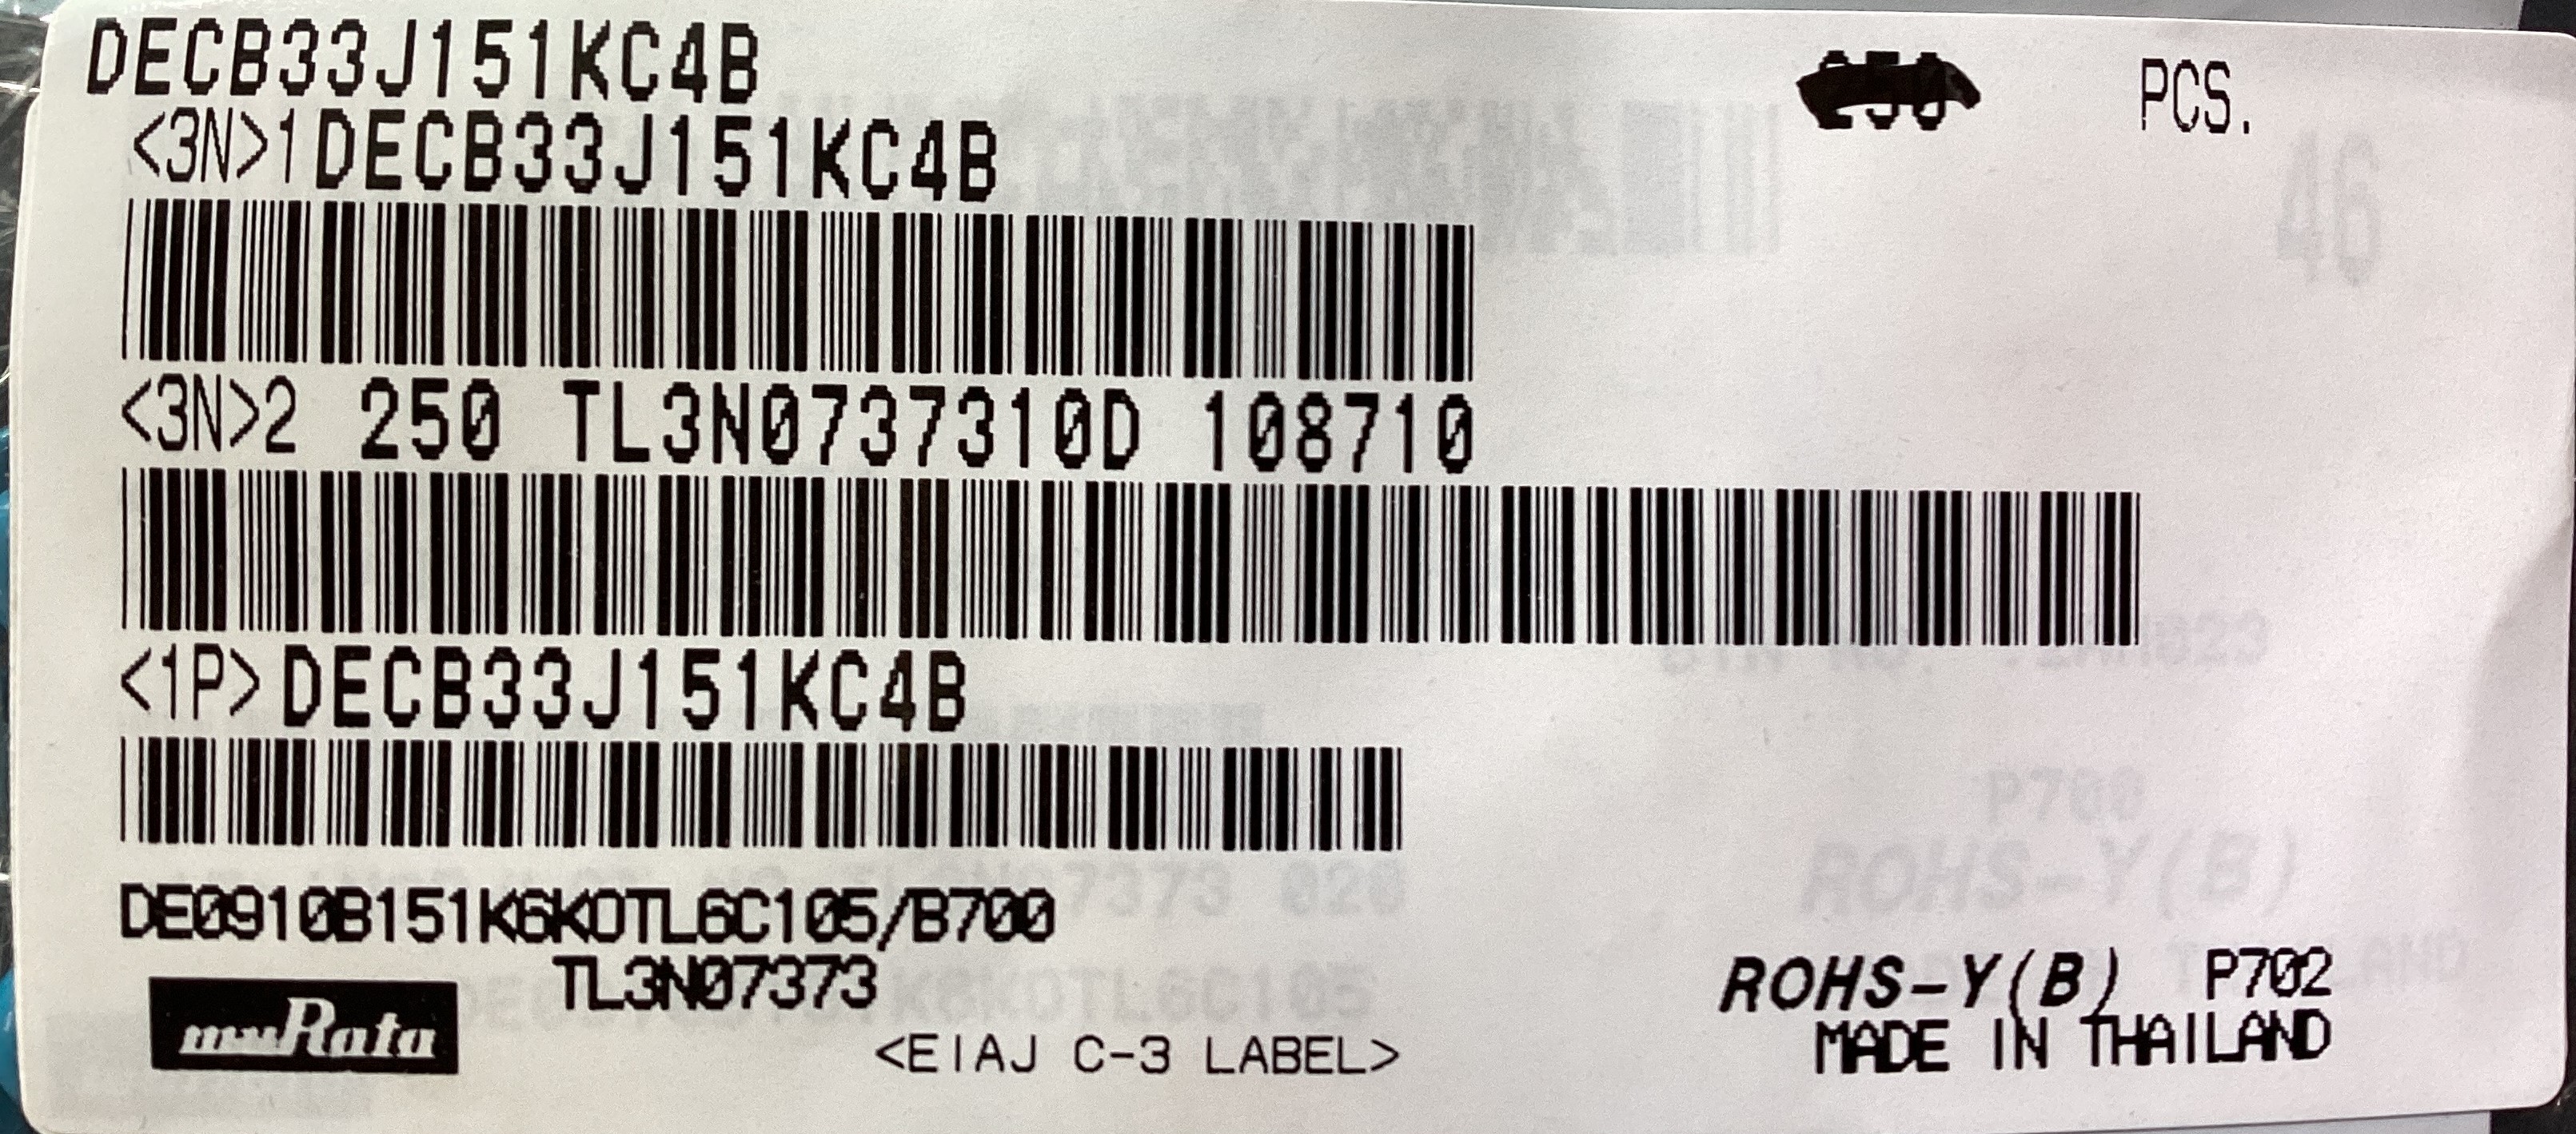 DECB33J151KC4B
250 PCS.
<3N>1DECB33J151KC4B
<3N>2 250 TL3N0737310D 108710
<1P>DECB33J151KC4B
DE0910B151K6K0TL6C105/B700
TL3N07373
muRata
ROHS-Y(B) P702
<EIAJ C-3 LABEL>
MADE IN THAILAND